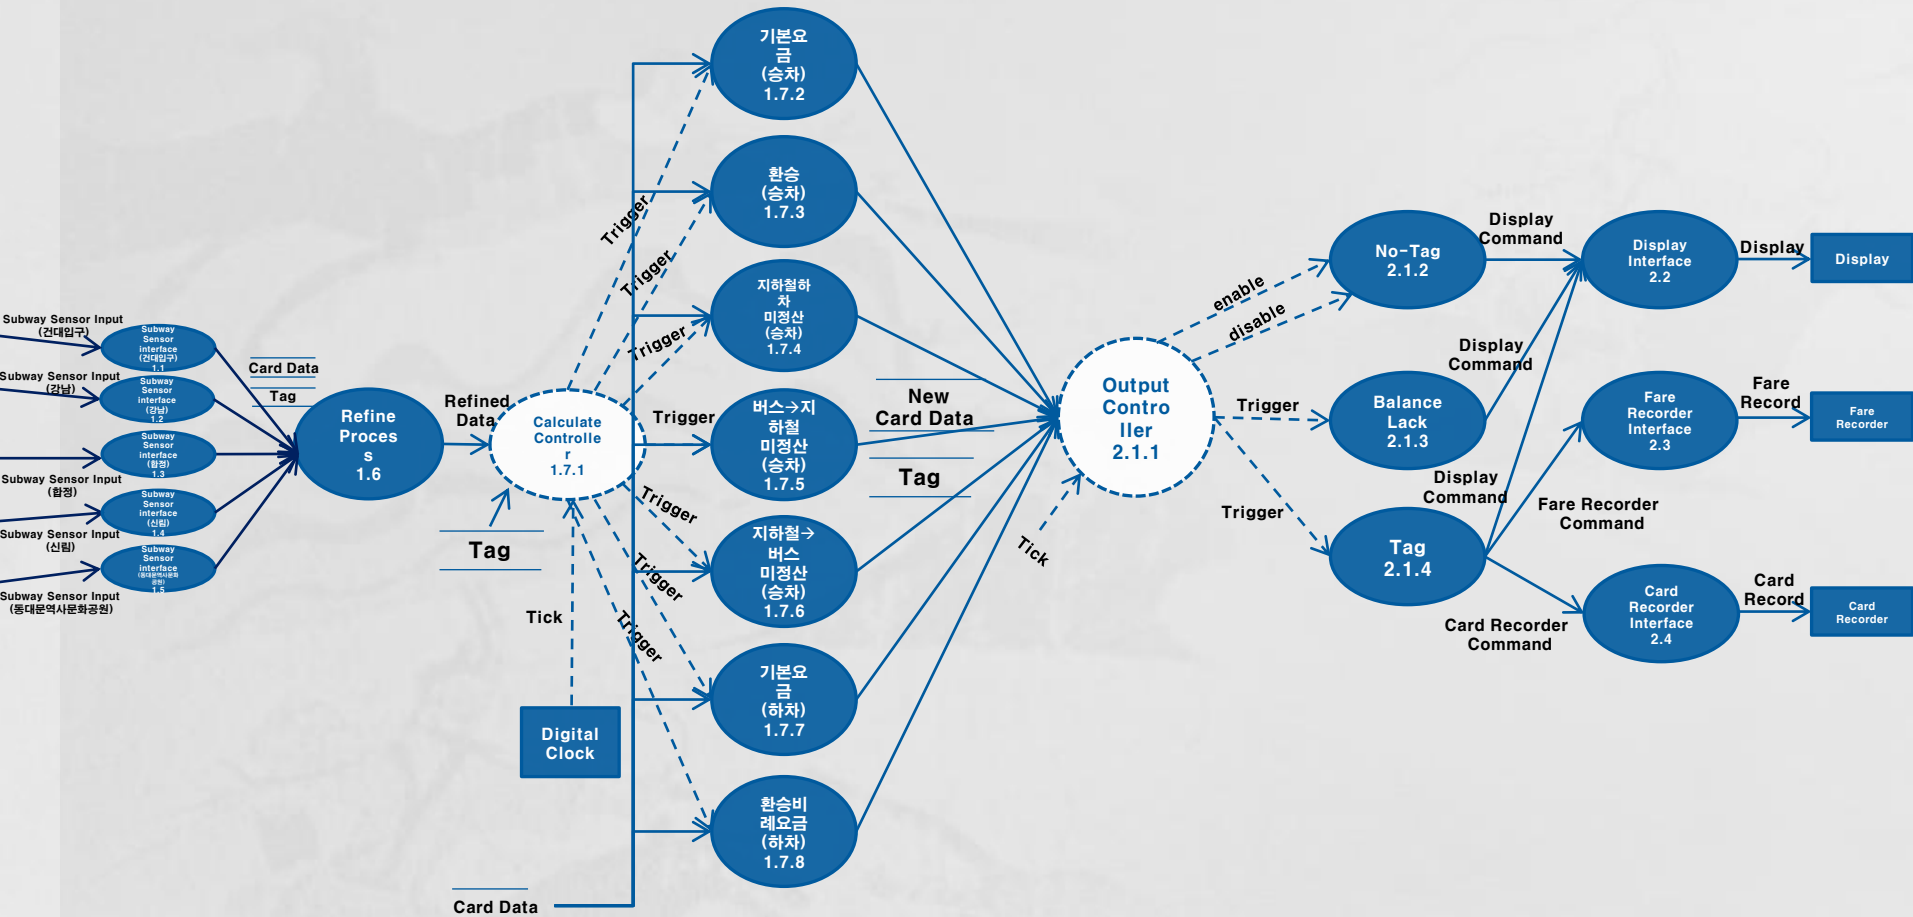 Subway Sensor Input
(건대입구)
Subway
Sensor
interface
(건대입구)
1.1
Subway Sensor Input
(강남)
Subway
Sensor
interface
(강남)
1.2
Subway
Sensor
interface
(합정)
1.3
Subway Sensor Input
(합정)
Subway
Sensor
interface
(신림)
1.4
Subway Sensor Input
(신림)
Subway
Sensor
interface
(동대문역사문화
공원)
1.5
Subway Sensor Input
(동대문역사문화공원)
Card Data
Tag
Refine
Proces
s
1.6
Refined
Data
Calculate
Controlle
r
1.7.1
Tag
Tick
Digital
Clock
Card Data
Trigger
Trigger
Trigger
Trigger
Trigger
Trigger
Trigger
기본요
금
(승차)
1.7.2
환승
(승차)
1.7.3
지하철하
차
미정산
(승차)
1.7.4
버스→지
하철
미정산
(승차)
1.7.5
지하철→
버스
미정산
(승차)
1.7.6
기본요
금
(하차)
1.7.7
환승비
례요금
(하차)
1.7.8
New
Card Data
Tag
Tick
Output
Contro
ller
2.1.1
enable
disable
Trigger
Trigger
No-Tag
2.1.2
Balance
Lack
2.1.3
Tag
2.1.4
Display
Command
Display
Command
Display
Command
Fare Recorder
Command
Card Recorder
Command
Display
Interface
2.2
Fare
Recorder
Interface
2.3
Card
Recorder
Interface
2.4
Display
Fare
Record
Card
Record
Display
Fare
Recorder
Card
Recorder